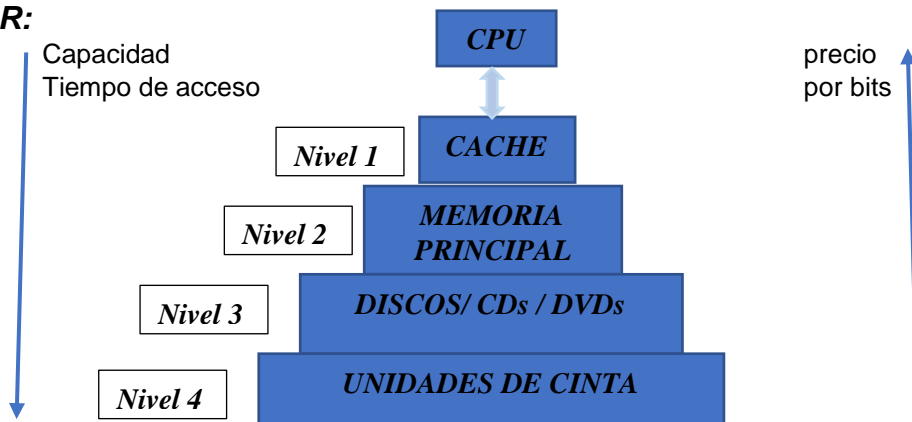 R:
Capacidad
Tiempo de acceso
CPU
precio
por bits
Nivel 1
CACHE
Nivel 2
MEMORIA
PRINCIPAL
Nivel 3
DISCOS/ CDs / DVDs
Nivel 4
UNIDADES DE CINTA